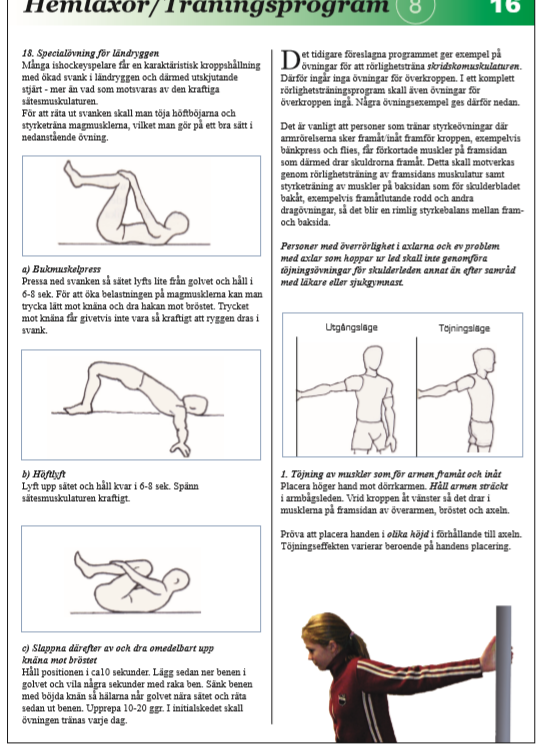 Hemläxor/Träningsprogram 8 16
18. Specialövning för ländryggen
Många ishockeyspelare får en karaktäristisk kroppshållning
med ökad svank i ländryggen och därmed utskjutande
stjärt - mer än vad som motsvaras av den kraftiga
sätesmuskulaturen.
För att räta ut svanken skall man töja höftböjarna och
styrketräna magmusklerna, vilket man gör på ett bra sätt i
nedanstående övning.
a) Bukmuskelpress
Pressa ned svanken så sätet lyfts lite från golvet och håll i
6-8 sek. För att öka belastningen på magmusklerna kan man
trycka lätt mot knäna och dra hakan mot bröstet. Trycket
mot knäna får givetvis inte vara så kraftigt att ryggen dras i
svank.
b) Höftlyft
Lyft upp sätet och håll kvar i 6-8 sek. Spänn
sätesmuskulaturen kraftigt.
c) Slappna därefter av och dra omedelbart upp
knäna mot bröstet
Håll positionen i ca10 sekunder. Lägg sedan ner benen i
golvet och vila några sekunder med raka ben. Sänk benen
med böjda knän så hälarna når golvet nära sätet och räta
sedan ut benen. Upprepa 10-20 ggr. I initialskedet skall
övningen tränas varje dag.
Det tidigare föreslagna programmet ger exempel på
övningar för att rörlighetsträna skridskomuskulaturen.
Därför ingår inga övningar för överkroppen. I ett komplett
rörlighetsträningsprogram skall även övningar för
överkroppen ingå. Några övningsexempel ges därför nedan.
Det är vanligt att personer som tränar styrkeövningar där
armrörelserna sker framåt/inåt framför kroppen, exempelvis
bänkpress och flies, får förkortade muskler på framsidan
som därmed drar skuldrorna framåt. Detta skall motverkas
genom rörlighetsträning av framsidans muskulatur samt
styrketräning av muskler på baksidan som för skulderbladet
bakåt, exempelvis framåtlutande rodd och andra
dragövningar, så det blir en rimlig styrkebalans mellan fram-
och baksida.
Personer med överrörlighet i axlarna och ev problem
med axlar som hoppar ur led skall inte genomföra
töjningsövningar för skulderleden annat än efter samråd
med läkare eller sjukgymnast.
Utgångsläge Töjningsläge
1. Töjning av muskler som för armen framåt och inåt
Placera höger hand mot dörrkarmen. Håll armen sträckt
i armbågsleden. Vrid kroppen åt vänster så det drar i
musklerna på framsidan av överarmen, bröstet och axeln.
Pröva att placera handen i olika höjd i förhållande till axeln.
Töjningseffekten varierar beroende på handens placering.